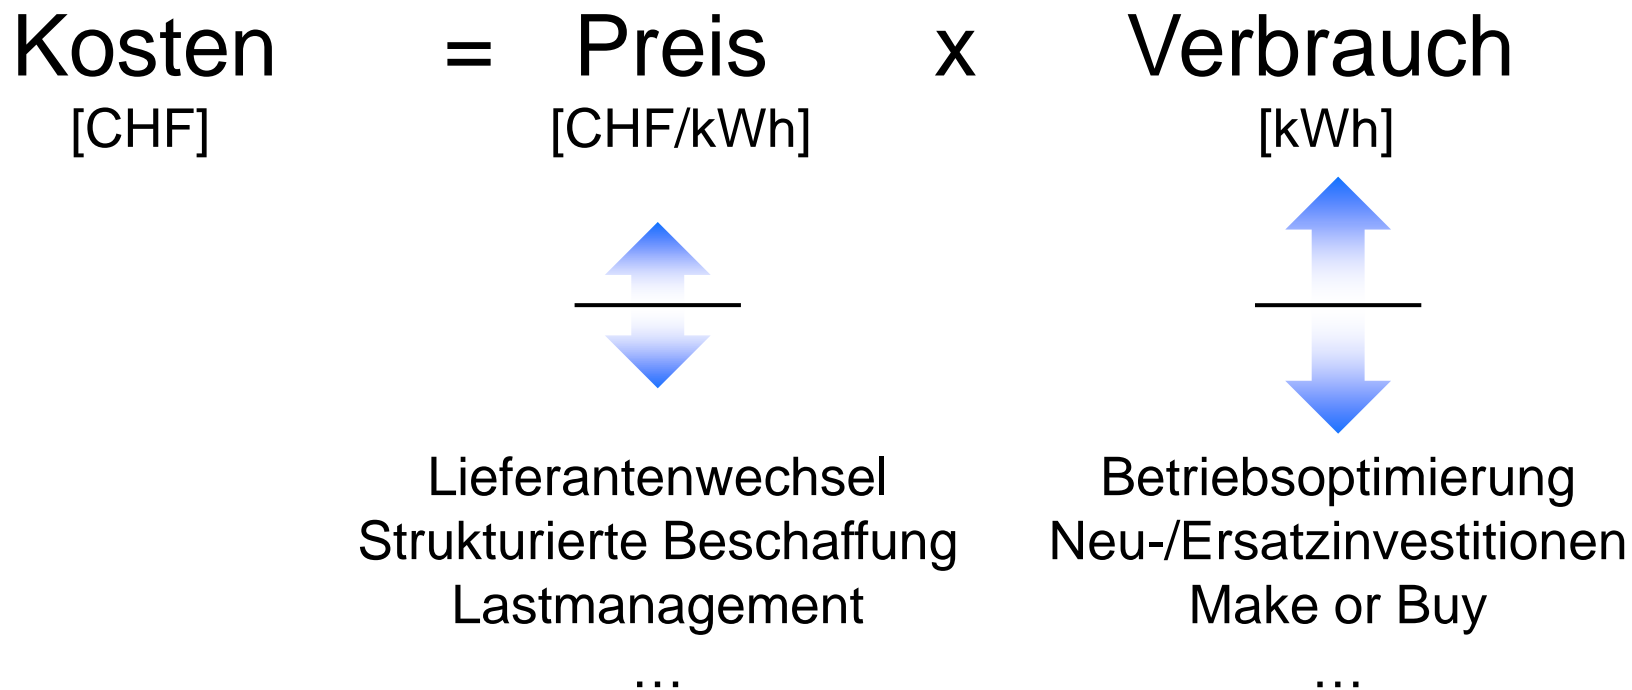 Kosten = Preis x Verbrauch
[CHF] [CHF/kWh] [kWh]
Lieferantenwechsel Betriebsoptimierung
Strukturierte Beschaffung Neu-/Ersatzinvestitionen
Lastmanagement Make or Buy
… …